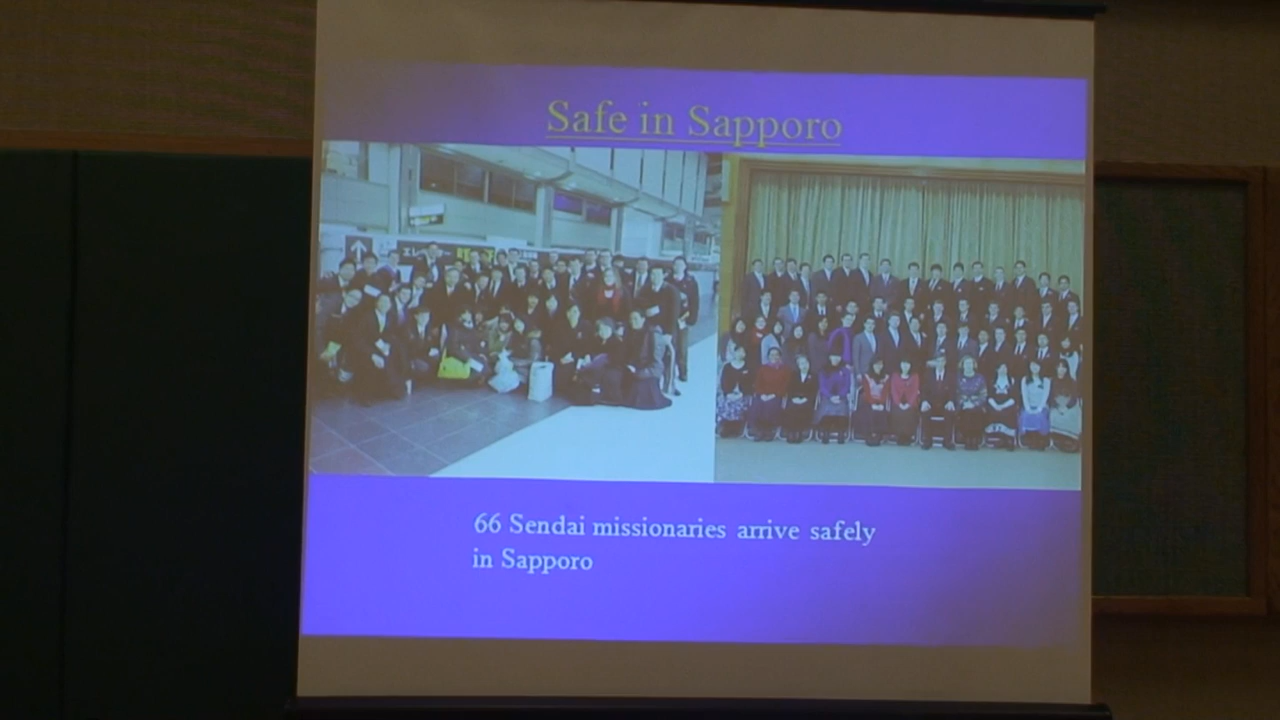 Safe in Sapporo
66 Sendai missionaries arrive safely
in Sapporo